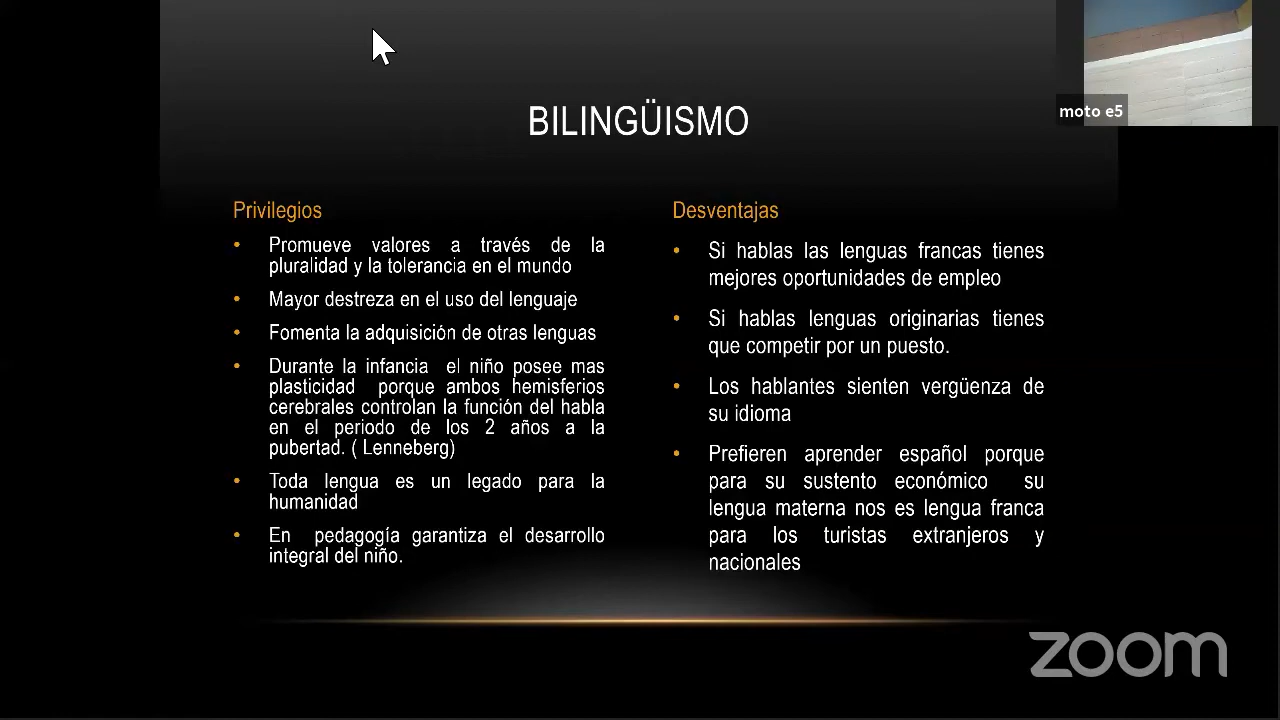 moto e5
BILINGÜISMO
Privilegios
• Promueve valores a través de la
pluralidad y la tolerancia en el mundo
• Mayor destreza en el uso del lenguaje
• Fomenta la adquisición de otras lenguas
• Durante la infancia el niño posee mas
plasticidad porque ambos hemisferios
cerebrales controlan la función del habla
en el periodo de los 2 años a la
pubertad. ( Lenneberg)
• Toda lengua es un legado para la
humanidad
• En pedagogía garantiza el desarrollo
integral del niño.
Desventajas
• Si hablas las lenguas francas tienes
mejores oportunidades de empleo
• Si hablas lenguas originarias tienes
que competir por un puesto.
• Los hablantes sienten vergüenza de
su idioma
• Prefieren aprender español porque
para su sustento económico su
lengua materna nos es lengua franca
para los turistas extranjeros y
nacionales
zoom